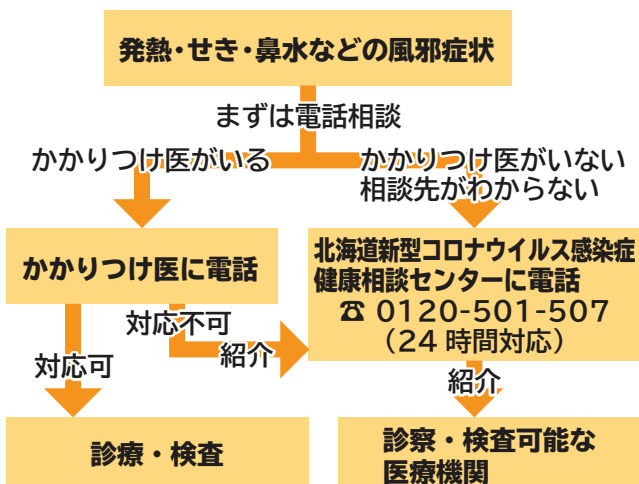 発熱・せき・鼻水などの風邪症状
まずは電話相談
かかりつけ医がいる
かかりつけ医がいない
相談先がわからない
かかりつけ医に電話
北海道新型コロナウイルス感染症
健康相談センターに電話
☎ 0120-501-507
（24 時間対応）
対応不可
紹介
対応可
紹介
診療・検査
診察・検査可能な
医療機関